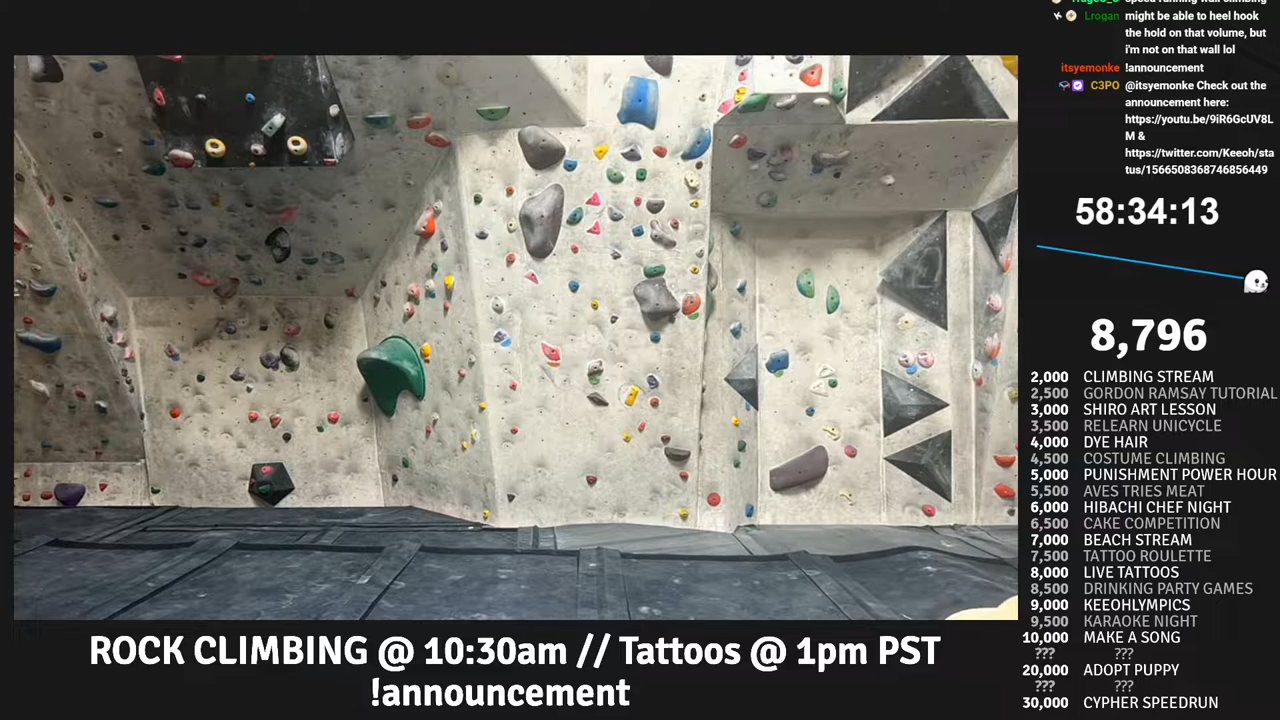 speed running wall climbing
Lrogan might be able to heel hook
the hold on that volume, but
i'm not on that wall lol
itsyemonke !announcement
C3PO @itsyemonke Check out the
announcement here:
https://youtu.be/9iR6GcUV8L
M &
https://twitter.com/Keeoh/sta
tus/1566508368746856449
58:34:13
8,796
2,000 CLIMBING STREAM
2,500 GORDON RAMSAY TUTORIAL
3,000 SHIRO ART LESSON
3,500 RELEARN UNICYCLE
4,000 DYE HAIR
4,500 COSTUME CLIMBING
5,000 PUNISHMENT POWER HOUR
5,500 AVES TRIES MEAT
6,000 HIBACHI CHEF NIGHT
6,500 CAKE COMPETITION
7,000 BEACH STREAM
7,500 TATTOO ROULETTE
8,000 LIVE TATTOOS
8,500 DRINKING PARTY GAMES
9,000 KEEOHLYMPICS
9,500 KARAOKE NIGHT
10,000 MAKE A SONG
??? ???
20,000 ADOPT PUPPY
??? ???
30,000 CYPHER SPEEDRUN
ROCK CLIMBING @ 10:30am // Tattoos @ 1pm PST
!announcement